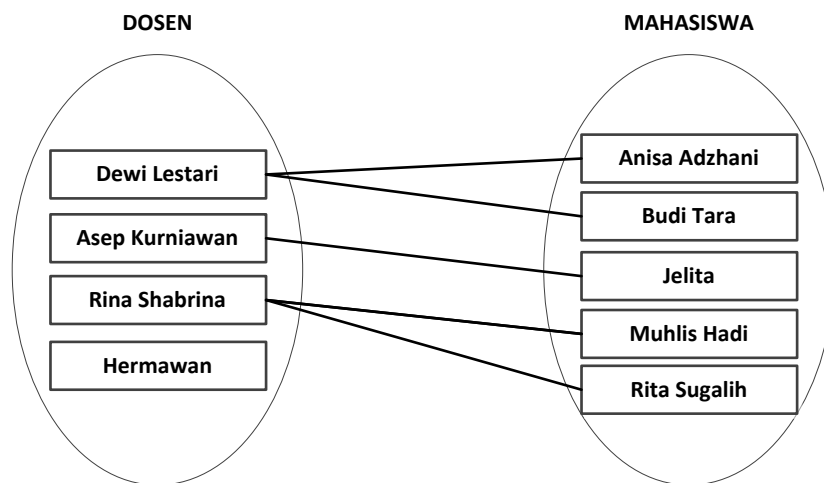 DOSEN
MAHASISWA
Dewi Lestari
Asep Kurniawan
Rina Shabrina
Hermawan
Anisa Adzhani
Budi Tara
Jelita
Muhlis Hadi
Rita Sugalih